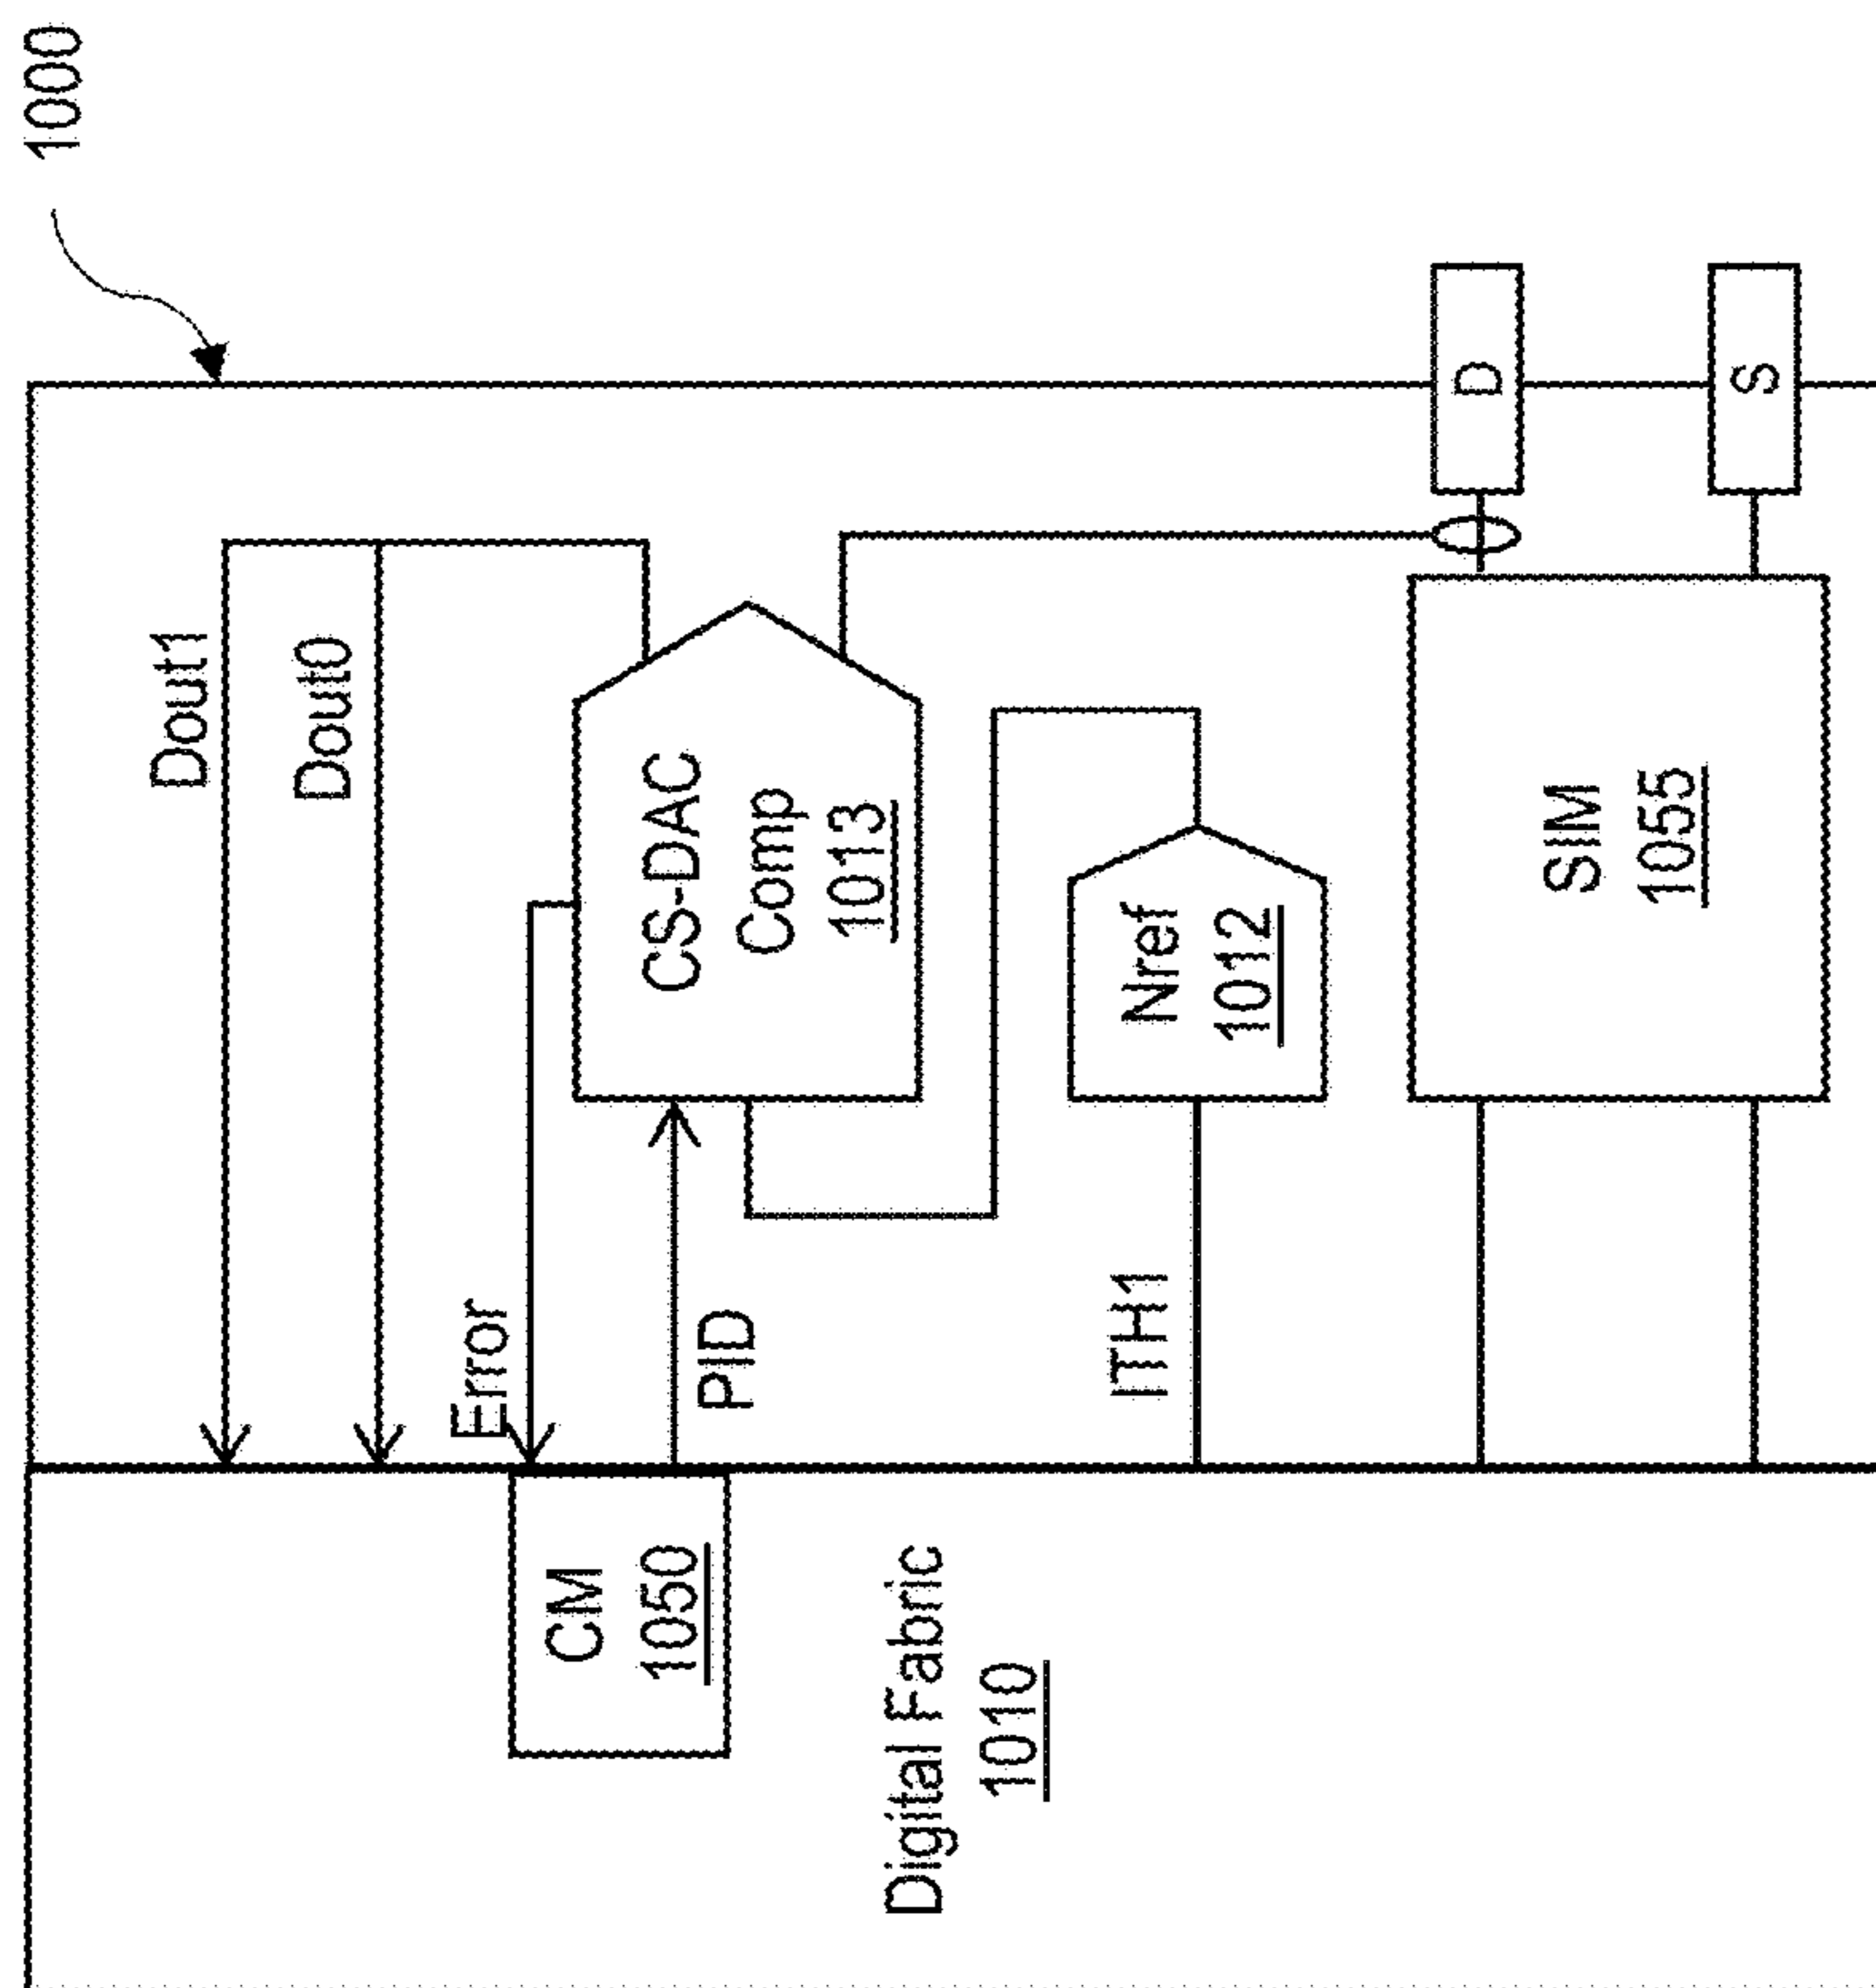 1000
Dout1
Dout0
Error
CS-DAC
Comp
1013
PID
CM
1050
Nref
1012
ITH1
Digital Fabric
1010
D
SIM
1055
S